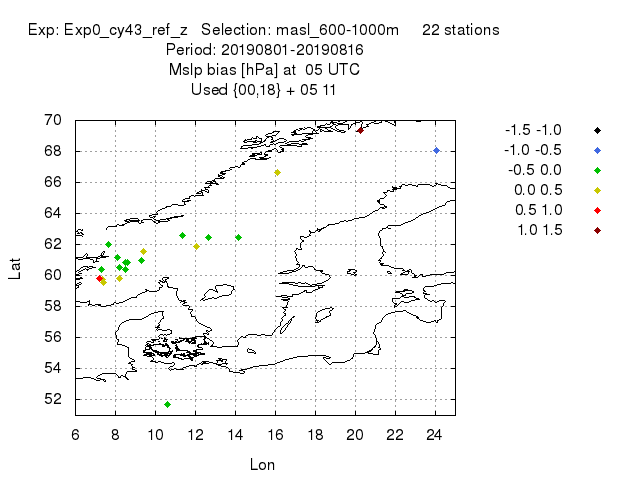 Exp: Exp0_cy43_ref_z   Selection: masl_600-1000m     22 stations
Period: 20190801-20190816
Mslp bias [hPa] at  05 UTC
Used {00,18} + 05 11
70
68
66
64
62
60
58
56
54
52
6 8 10 12 14 16 18 20 22 24
Lat
Lon
-1.5 -1.0
-1.0 -0.5
-0.5 0.0
0.0 0.5
0.5 1.0
1.0 1.5